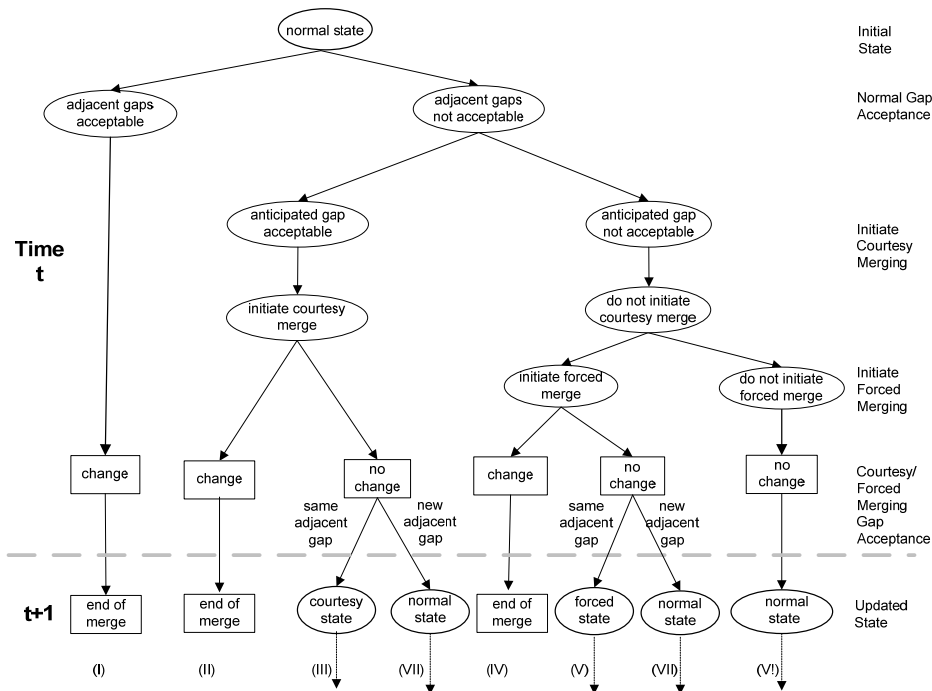 normal state
Initial
State
adjacent gaps
acceptable
adjacent gaps
not acceptable
Normal Gap
Acceptance
Time
t
anticipated gap
acceptable
anticipated gap
not acceptable
Initiate
Courtesy
Merging
initiate courtesy
merge
do not initiate
courtesy merge
initiate forced
merge
do not initiate
forced merge
Initiate
Forced
Merging
change
change
no
change
change
no
change
no
change
Courtesy/
Forced
Merging
Gap
Acceptance
same
adjacent
gap
new
adjacent
gap
same
adjacent
gap
new
adjacent
gap
t+1
end of
merge
end of
merge
courtesy
state
normal
state
end of
merge
forced
state
normal
state
normal
state
Updated
State
(I)
(II)
(III)
(VII)
(IV)
(V)
(VII)
(V!)